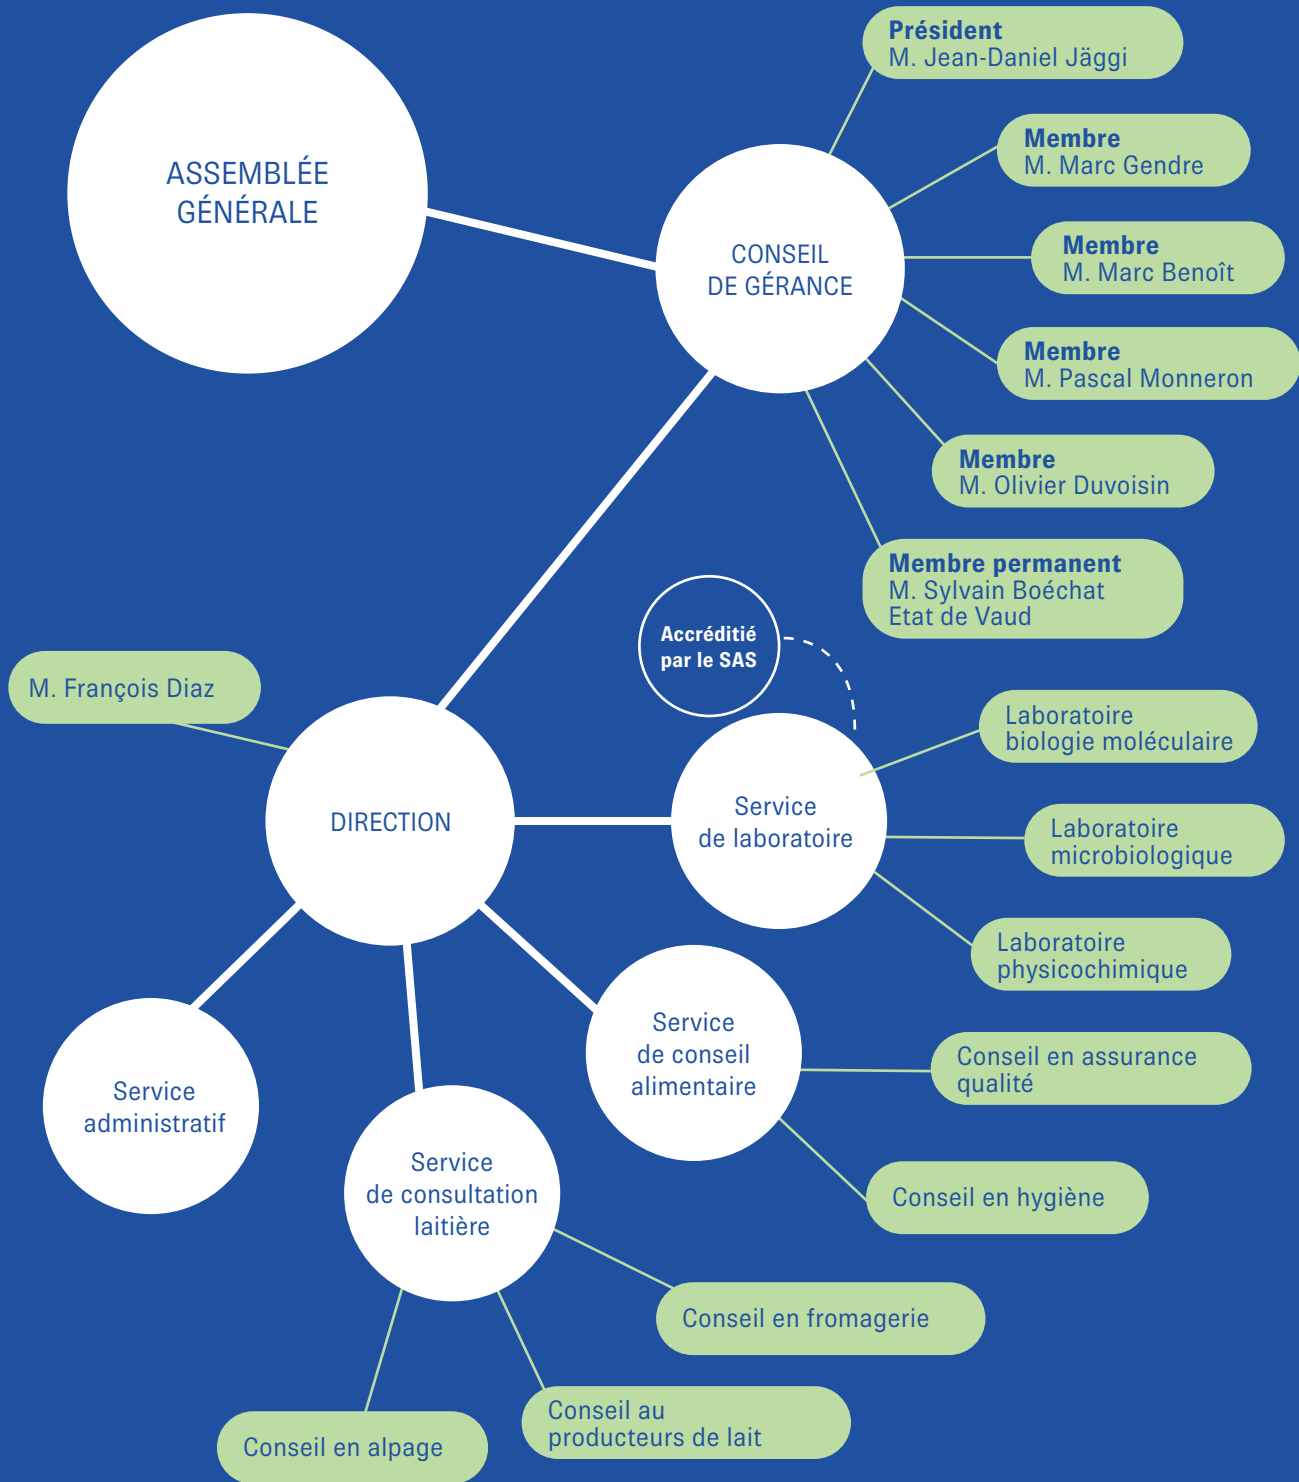 ASSEMBLÉE
GÉNÉRALE
CONSEIL
DE GÉRANCE
Président
M. Jean-Daniel Jäggi
Membre
M. Marc Gendre
Membre
M. Marc Benoît
Membre
M. Pascal Monneron
Membre
M. Olivier Duvoisin
Membre permanent
M. Sylvain Boéchat
Etat de Vaud
Accréditié
par le SAS
M. François Diaz
DIRECTION
Service
de laboratoire
Laboratoire
biologie moléculaire
Laboratoire
microbiologique
Laboratoire
physicochimique
Service
de conseil
alimentaire
Conseil en assurance
qualité
Conseil en hygiène
Service
administratif
Service
de consultation
laitière
Conseil en fromagerie
Conseil au
producteurs de lait
Conseil en alpage